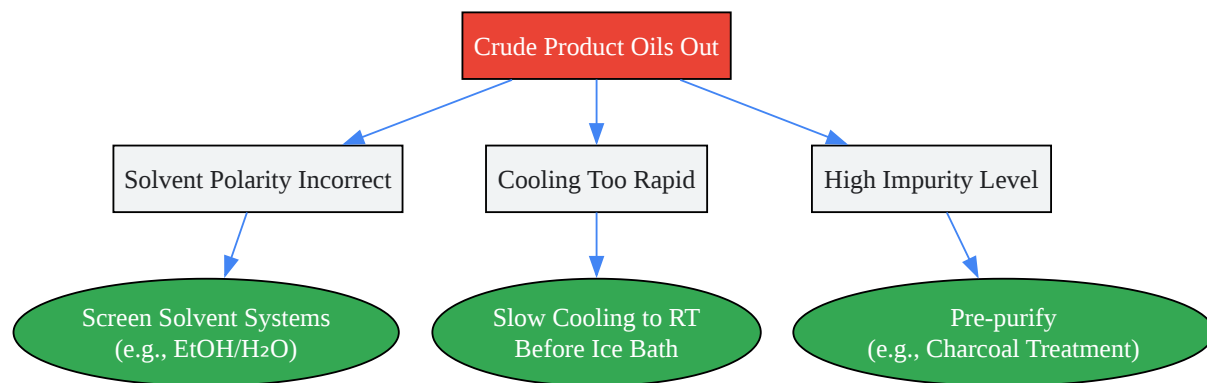 Crude Product Oils Out
Solvent Polarity Incorrect
Cooling Too Rapid
High Impurity Level
Screen Solvent Systems
(e.g., EtOH/H₂O)
Slow Cooling to RT
Before Ice Bath
Pre-purify
(e.g., Charcoal Treatment)